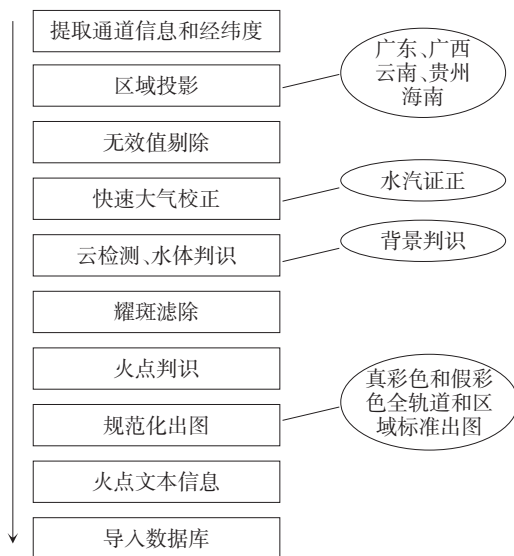 提取通道信息和经纬度
广东、广西
云南、贵州
海南
区域投影
无效值剔除
水汽证正
快速大气校正
背景判识
云检测、水体判识
耀斑滤除
火点判识
真彩色和假彩
色全轨道和区
域标准出图
规范化出图
火点文本信息
导入数据库